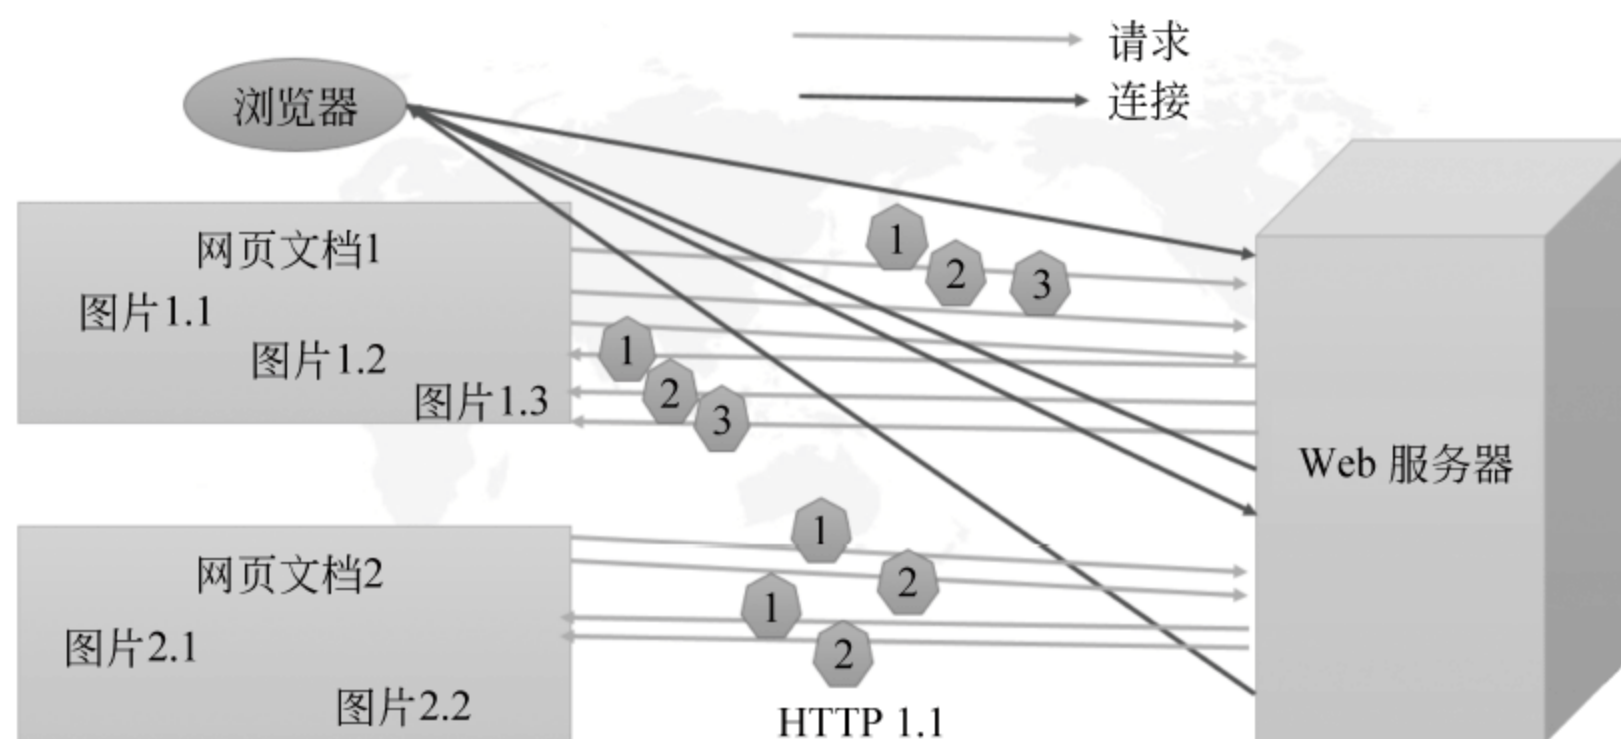 请求
连接
浏览器
网页文档1
图片1.1
图片1.2
图片1.3
1
2
3
1
2
3
Web 服务器
网页文档2
图片2.1
图片2.2
1
2
1
2
HTTP 1.1